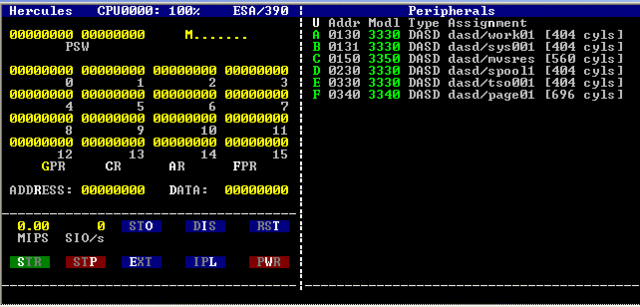 Hercules CPU0000: 100% ESA/390
00000000 00000000 M.......
PSW
00000000 00000000 00000000 00000000
0 1 2 3
00000000 00000000 00000000 00000000
4 5 6 7
00000000 00000000 00000000 00000000
8 9 10 11
00000000 00000000 00000000 00000000
12 13 14 15
GPR CR AR FPR
ADDRESS: 00000000 DATA: 00000000
0.00 0 STO DIS RST
MIPS SIO/s
STR STP EXT IPL PWR
Peripherals
U Addr Modl Type Assignment
A 0130 3330 DASD dasd/work01 [404 cyls]
B 0131 3330 DASD dasd/sys001 [404 cyls]
C 0150 3350 DASD dasd/mvsres [560 cyls]
D 0230 3330 DASD dasd/spool1 [404 cyls]
E 0330 3330 DASD dasd/tso001 [404 cyls]
F 0340 3340 DASD dasd/page01 [696 cyls]